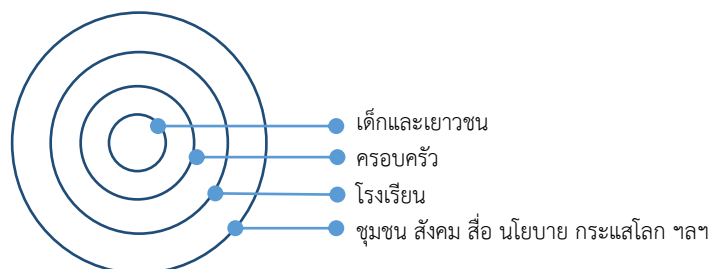 เด็กและเยาวชน
ครอบครัว
โรงเรียน
ชุมชน สังคม สื่อ นโยบาย กระแสโลก ฯลฯ